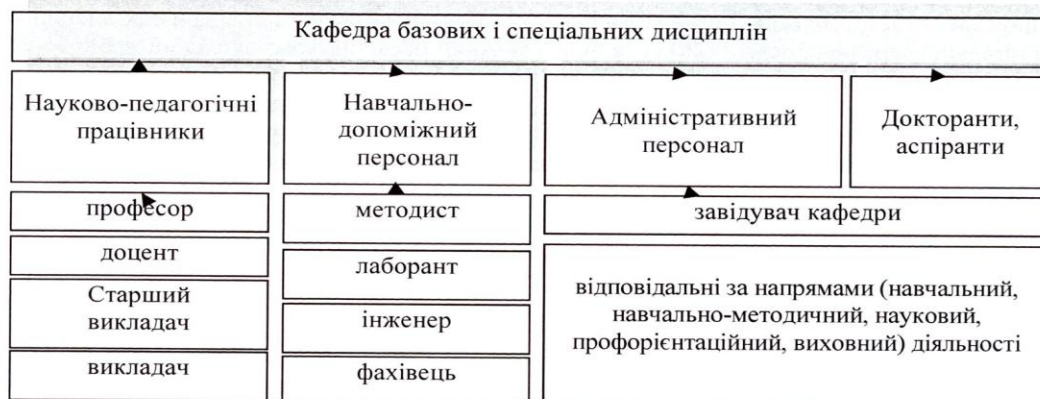 Кафедра базових і спеціальних дисциплін
Науково-педагогічні
працівники
Навчально-
допоміжний
персонал
Адміністративний
персонал
Докторанти,
аспіранти
професор
доцент
Старший
викладач
викладач
методист
лаборант
інженер
фахівець
завідувач кафедри
відповідальні за напрямами (навчальний,
навчально-методичний, науковий,
профорієнтаційний, виховний) діяльності